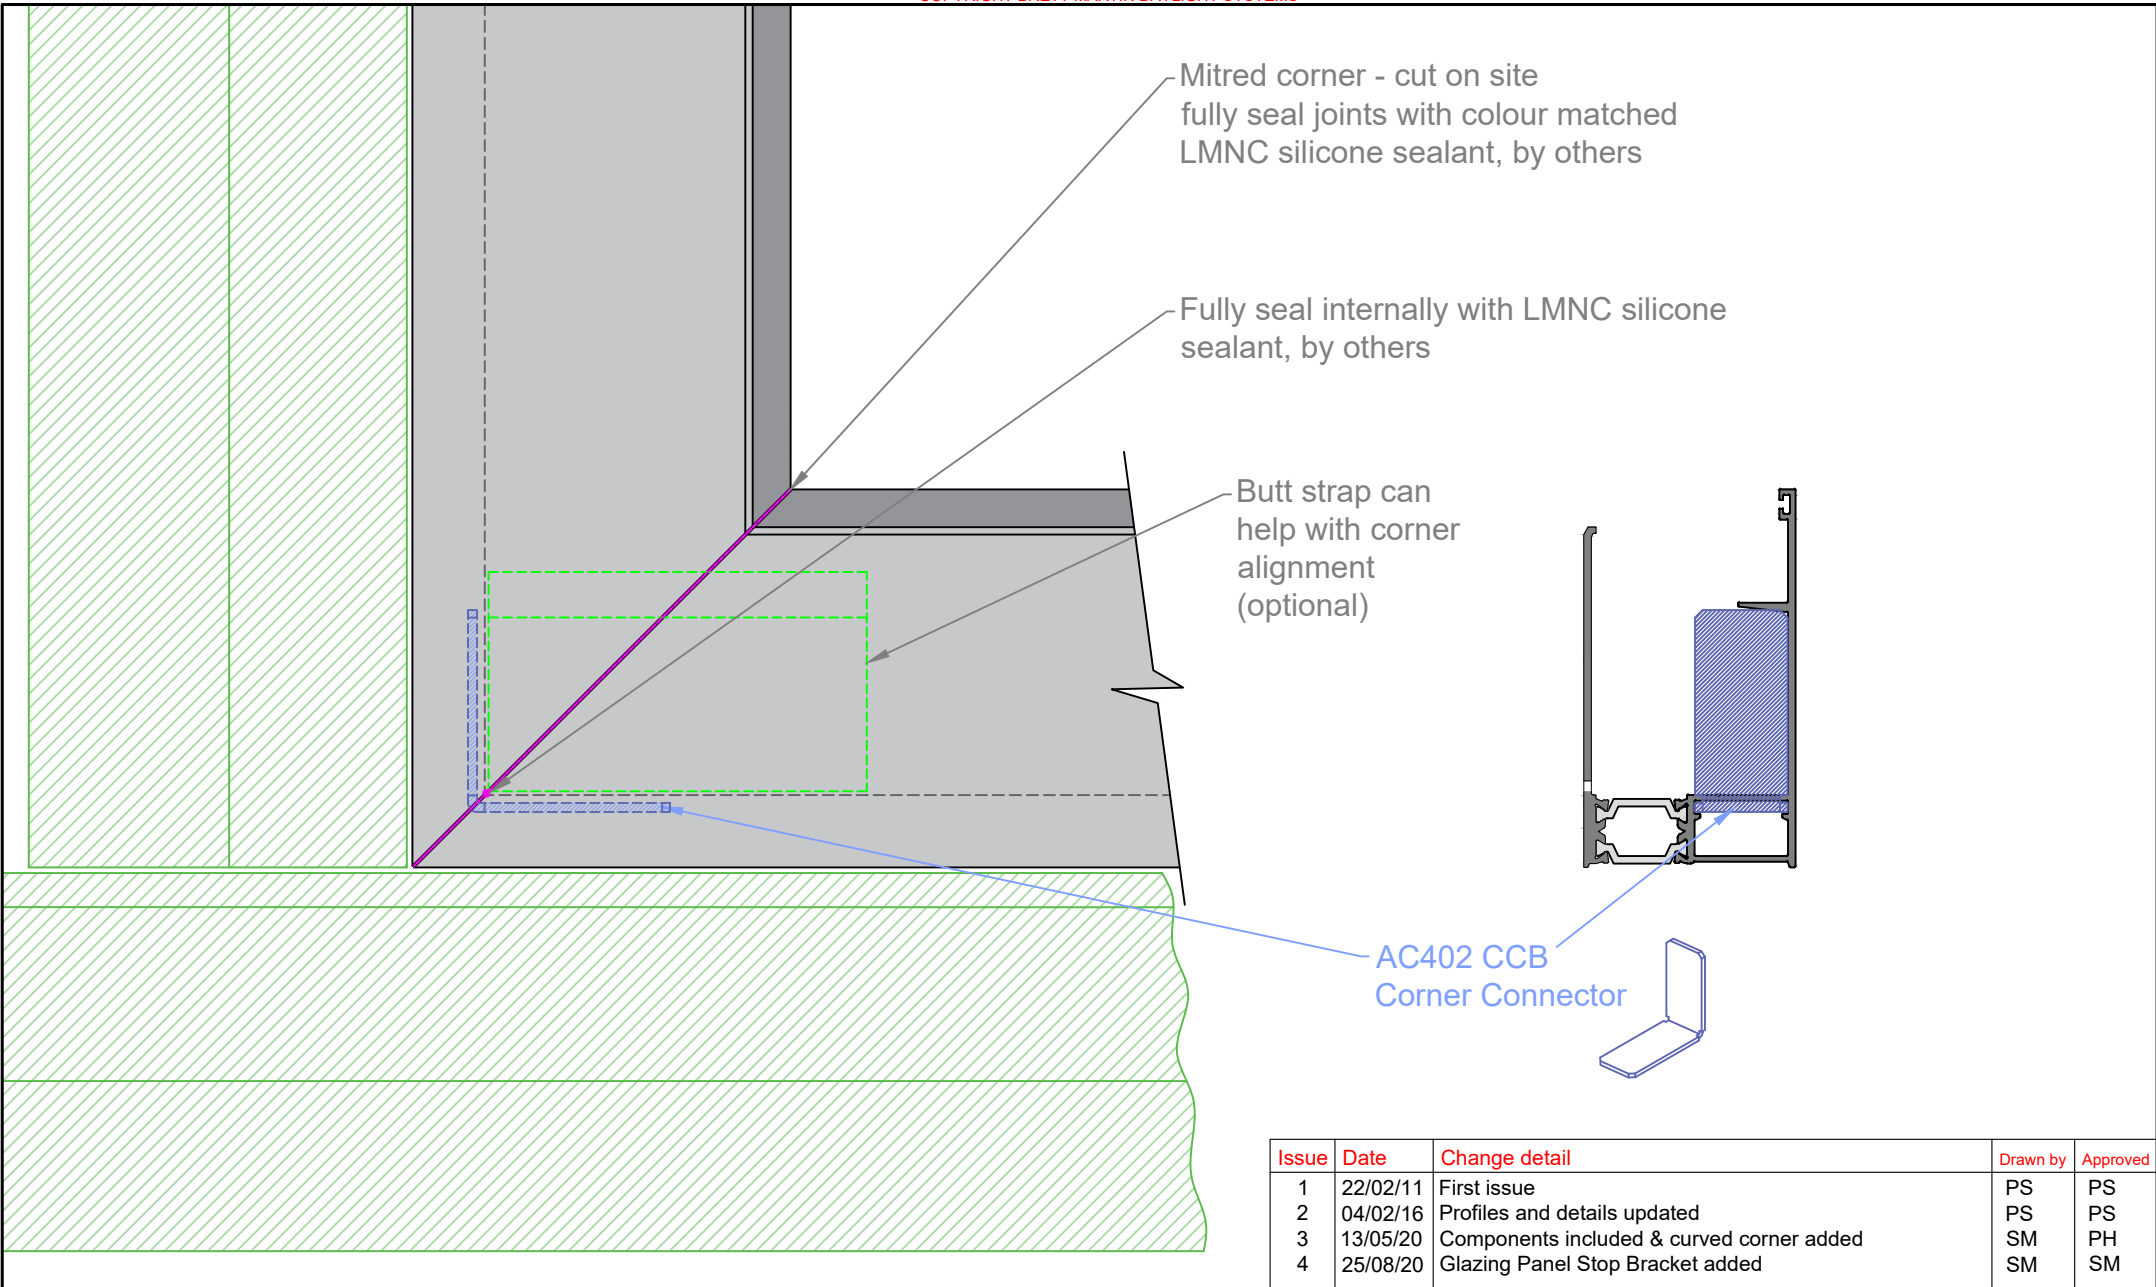 Mitred corner - cut on site
fully seal joints with colour matched
LMNC silicone sealant, by others
Fully seal internally with LMNC silicone
sealant, by others
Butt strap can
help with corner
alignment
(optional)
AC402 CCB
Corner Connector
Issue Date Change detail Drawn by Approved
1 22/02/11 First issue PS PS
2 04/02/16 Profiles and details updated PS PS
3 13/05/20 Components included & curved corner added SM PH
4 25/08/20 Glazing Panel Stop Bracket added SM SM